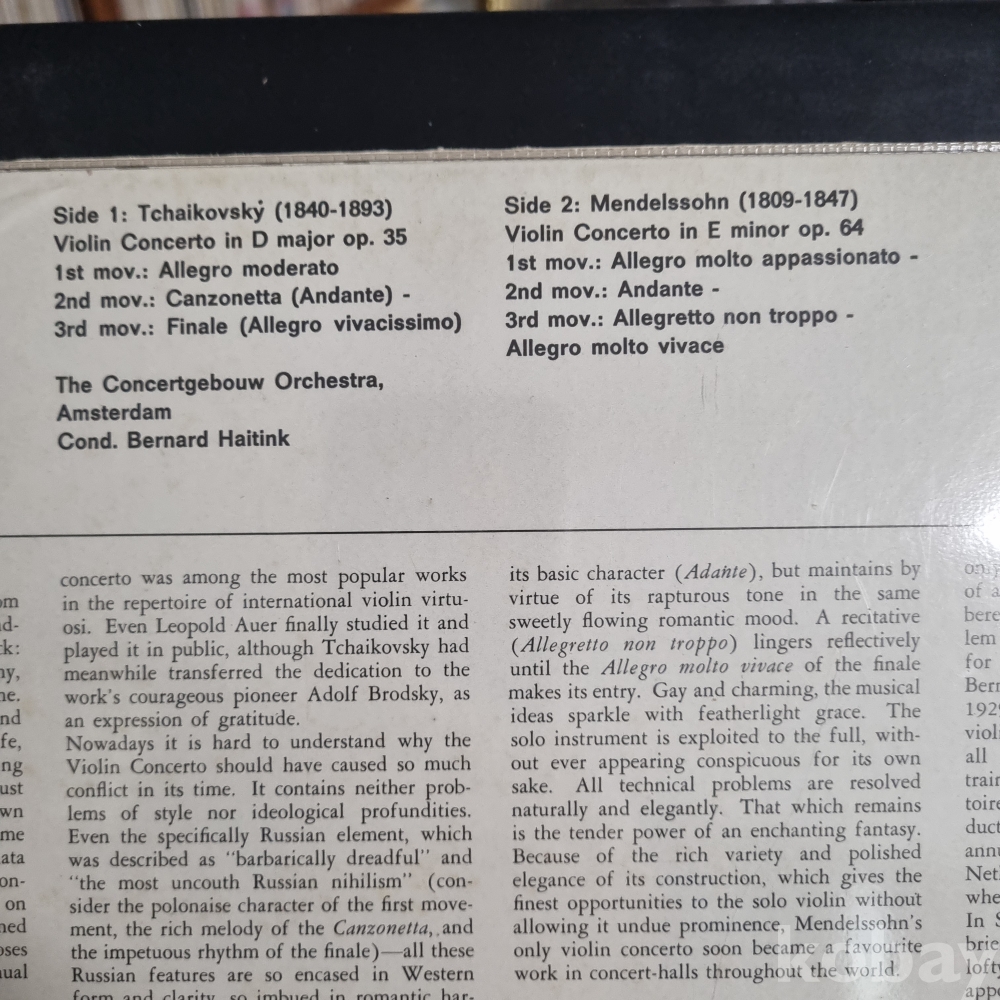 Side 1: Tchaikovsky (1840-1893)
Violin Concerto in D major op. 35
1st mov.: Allegro moderato
2nd mov.: Canzonetta (Andante) -
3rd mov.: Finale (Allegro vivacissimo)
The Concertgebouw Orchestra,
Amsterdam
Cond. Bernard Haitink
Side 2: Mendelssohn (1809-1847)
Violin Concerto in E minor op. 64
1st mov.: Allegro molto appassionato -
2nd mov.: Andante -
3rd mov.: Allegretto non troppo -
Allegro molto vivace
concerto was among the most popular works
in the repertoire of international violin virtu-
osi. Even Leopold Auer finally studied it and
played it in public, although Tchaikovsky had
meanwhile transferred the dedication to the
work's courageous pioneer Adolf Brodsky, as
an expression of gratitude.
Nowadays it is hard to understand why the
Violin Concerto should have caused so much
conflict in its time. It contains neither prob-
lems of style nor ideological profundities.
Even the specifically Russian element, which
was described as "barbarically dreadful" and
"the most uncouth Russian nihilism" (con-
sider the polonaise character of the first move-
ment, the rich melody of the Canzonetta, and
the impetuous rhythm of the finale)—all these
Russian features are so encased in Western
form and clarity, so imbued in romantic har-
its basic character (Adante), but maintains by
virtue of its rapturous tone in the same
sweetly flowing romantic mood. A recitative
(Allegretto non troppo) lingers reflectively
until the Allegro molto vivace of the finale
makes its entry. Gay and charming, the musical
ideas sparkle with featherlight grace. The
solo instrument is exploited to the full, with-
out ever appearing conspicuous for its own
sake. All technical problems are resolved
naturally and elegantly. That which remains
is the tender power of an enchanting fantasy.
Because of the rich variety and polished
elegance of its construction, which gives the
finest opportunities to the solo violin without
allowing it undue prominence, Mendelssohn's
only violin concerto soon became a favourite
work in concert-halls throughout the world.